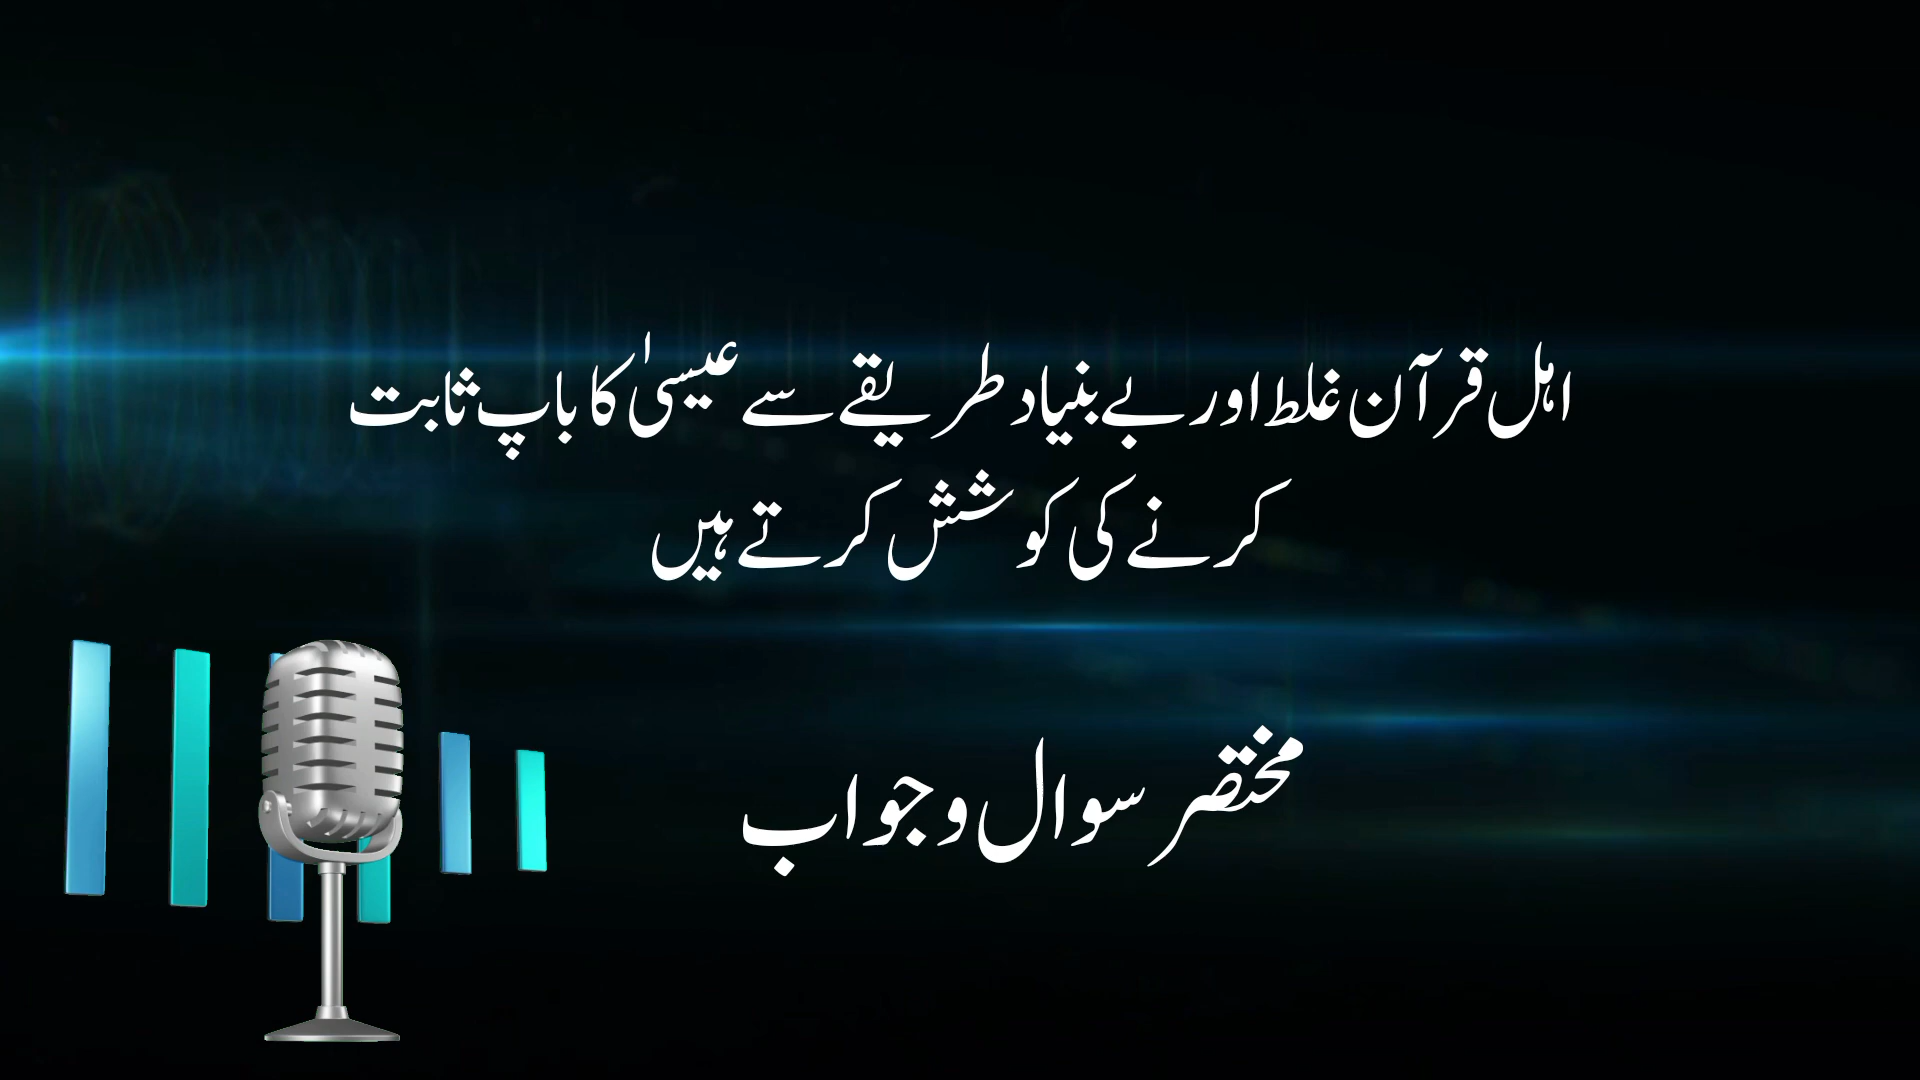 اہل قرآن غلط اور بے بنیاد طریقے سے عیسیٰ کا باپ ثابت
کرنے کی کوشش کرتے ہیں
مختصر سوال و جواب